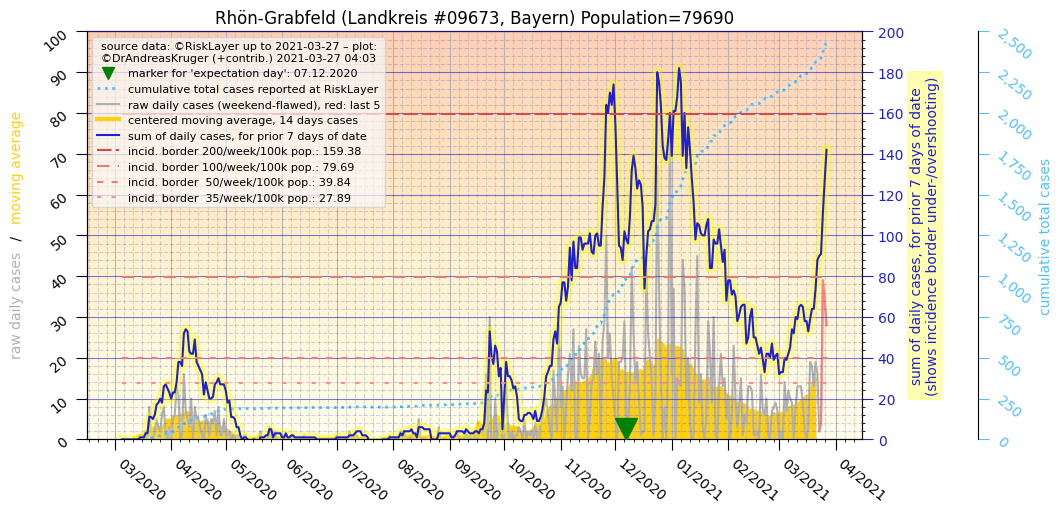 Rhön-Grabfeld (Landkreis #09673, Bayern) Population=79690
source data: ©RiskLayer up to 2021-03-27 – plot:
©DrAndreasKruger (+contrib.) 2021-03-27 04:03
marker for 'expectation day': 07.12.2020
cumulative total cases reported at RiskLayer
raw daily cases (weekend-flawed), red: last 5
centered moving average, 14 days cases
sum of daily cases, for prior 7 days of date
incid. border 200/week/100k pop.: 159.38
incid. border 100/week/100k pop.: 79.69
incid. border  50/week/100k pop.: 39.84
incid. border  35/week/100k pop.: 27.89
raw daily cases  /  moving average
100
90
80
70
60
50
40
30
20
10
0
200
180
160
140
120
100
80
60
40
20
0
sum of daily cases, for prior 7 days of date
(shows incidence border under-/overshooting)
2,500
2,250
2,000
1,750
1,500
1,250
1,000
750
500
250
0
cumulative total cases
03/2020
04/2020
05/2020
06/2020
07/2020
08/2020
09/2020
10/2020
11/2020
12/2020
01/2021
02/2021
03/2021
04/2021